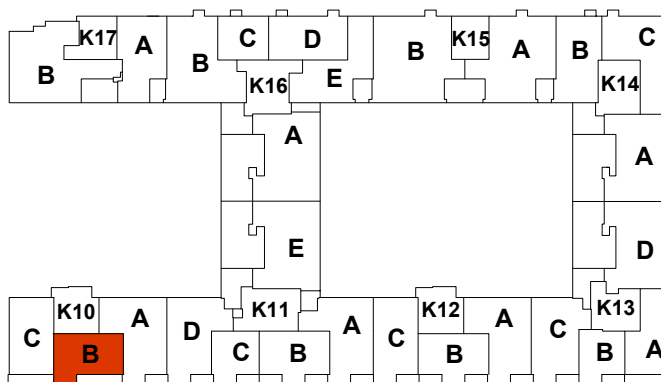 K17 A C D B K15 A B C
B B K16 E K14
A A
E D
K10 A D K11 A C K12 A C K13
C B C B B B A